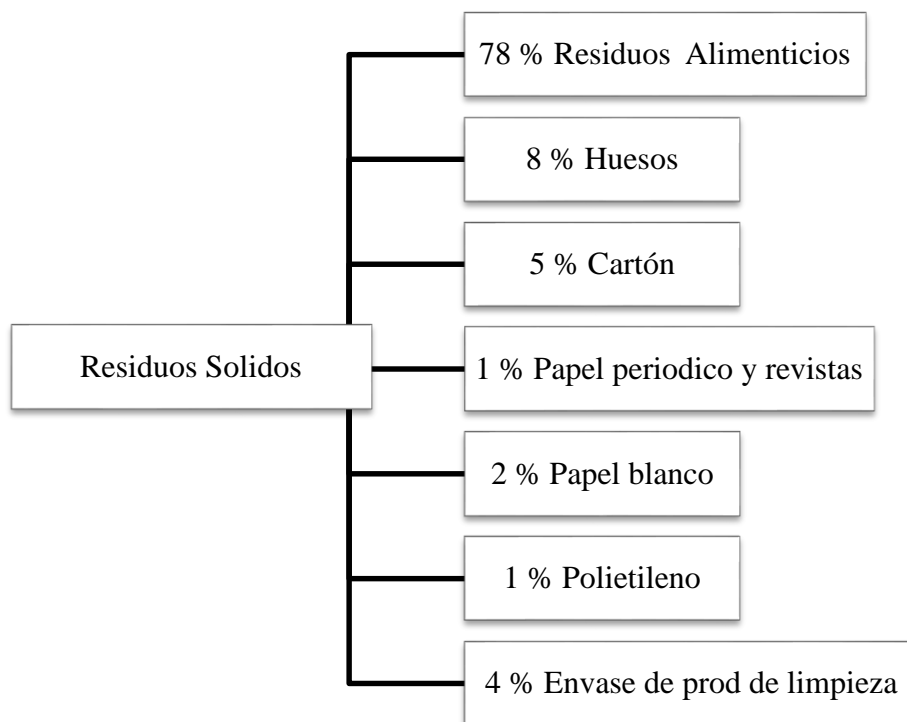 78 % Residuos Alimenticios
8 % Huesos
5 % Cartón
Residuos Solidos
1 % Papel periodico y revistas
2 % Papel blanco
1 % Polietileno
4 % Envase de prod de limpieza